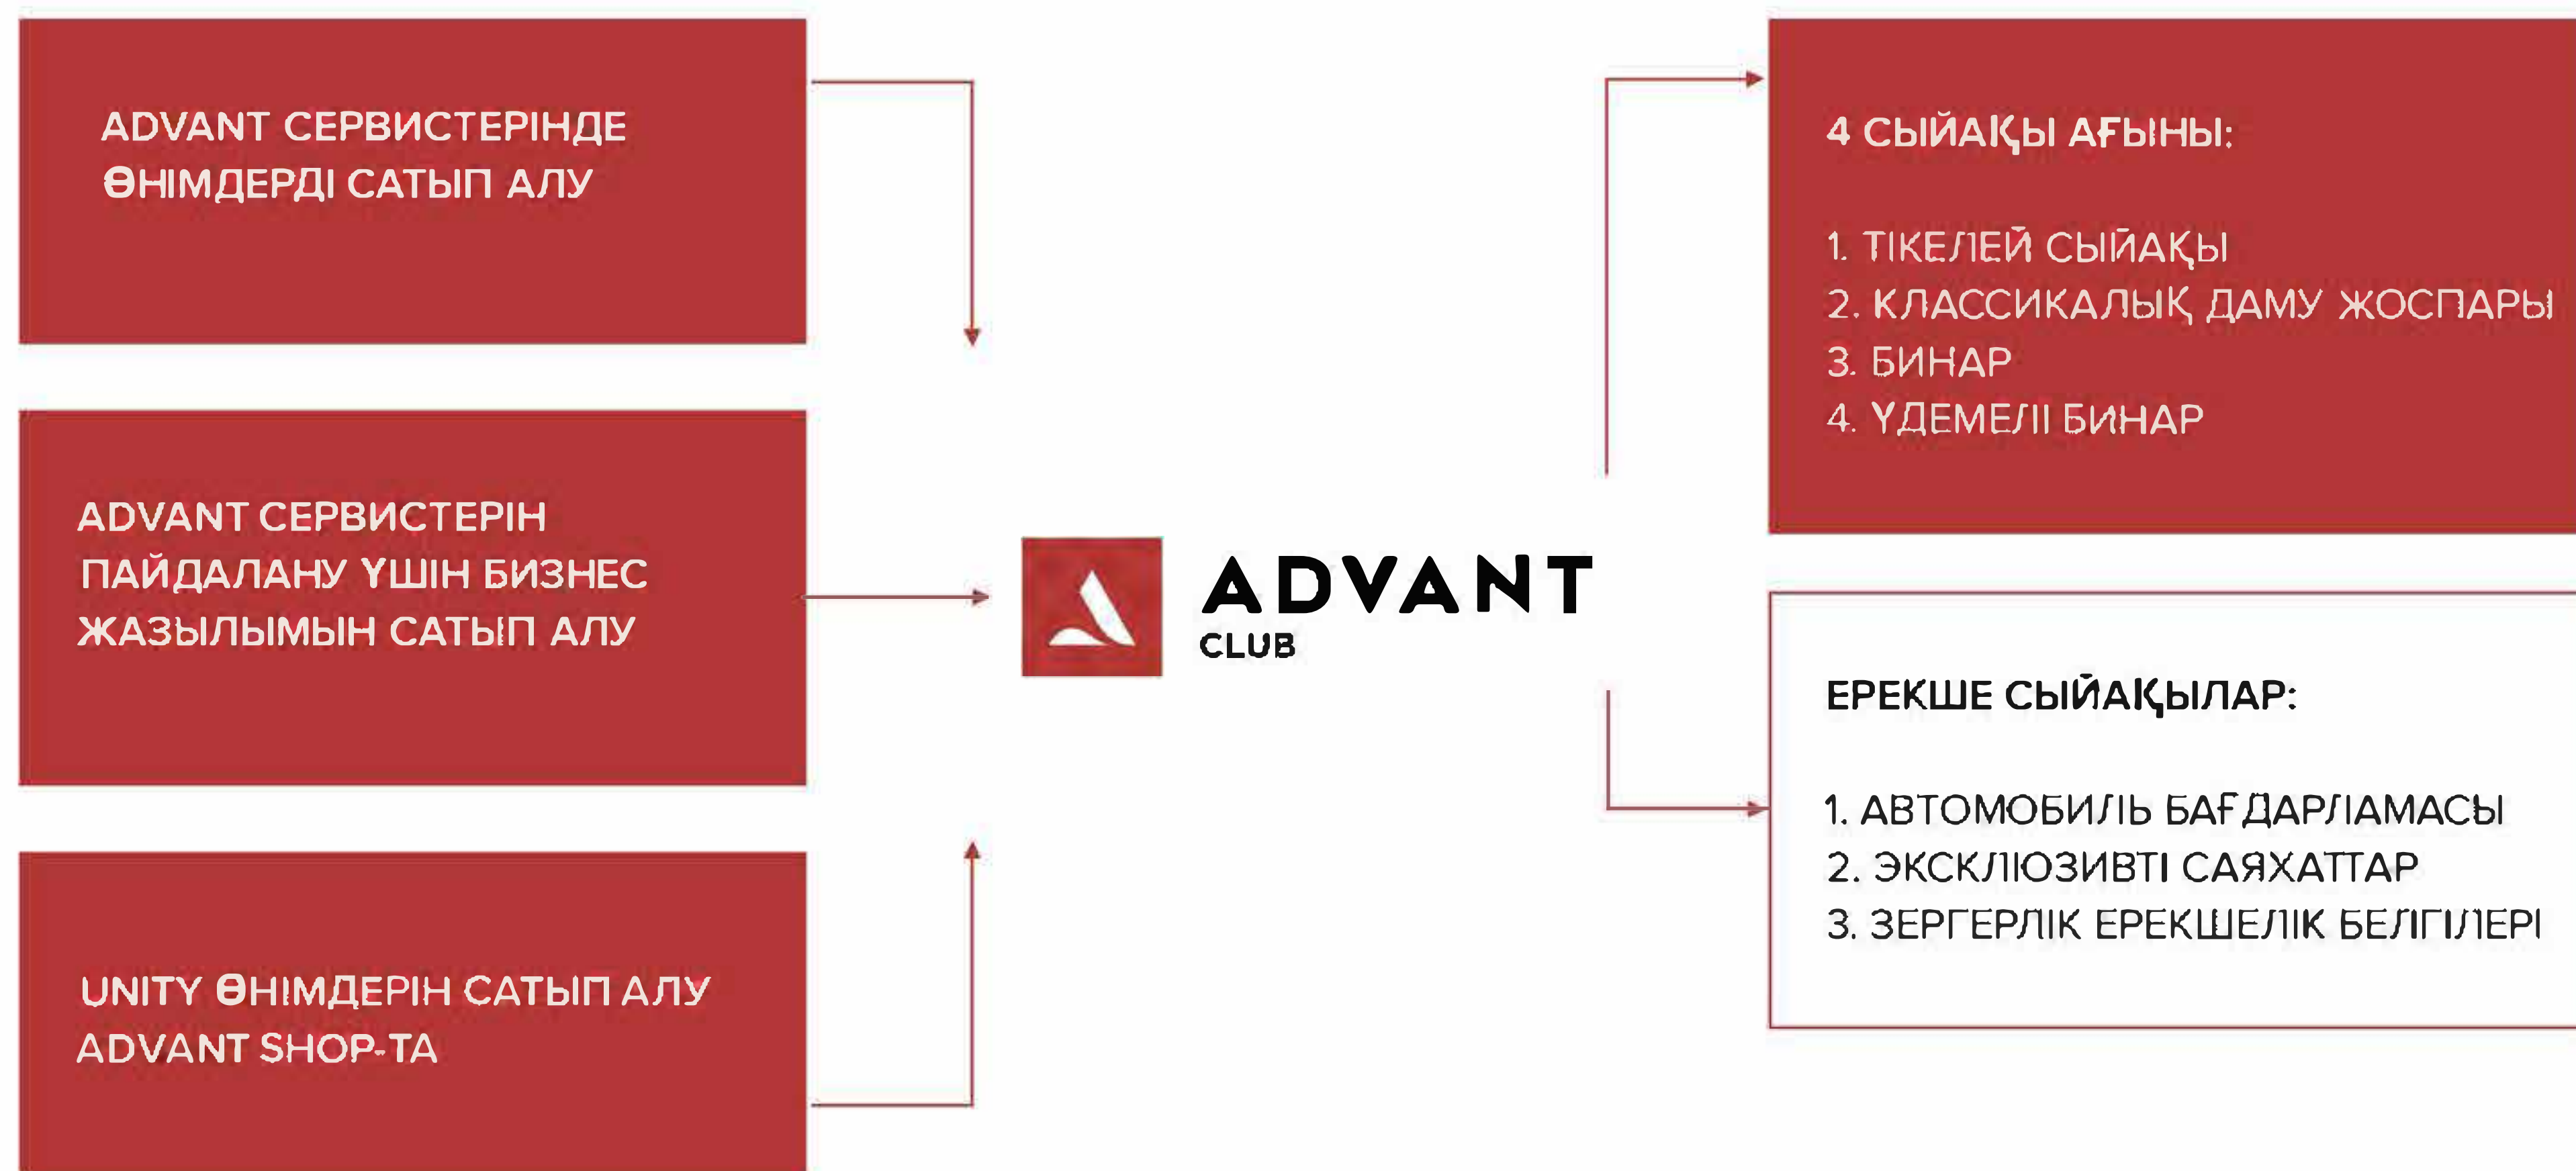 ADVANT СЕРВИСТЕРІНДЕ
ӨНІМДЕРДІ САТЫП АЛУ
ADVANT СЕРВИСТЕРІН
ПАЙДАЛАНУ ҮШІН БИЗНЕС
ЖАЗЫЛЫМЫН САТЫП АЛУ
UNITY ӨНІМДЕРІН САТЫП АЛУ
ADVANT SHOP-ТА
ADVANT
CLUB
4 СЫЙАҚЫ АҒЫНЫ:
1. ТІКЕЛЕЙ СЫЙАҚЫ
2. КЛАССИКАЛЫҚ ДАМУ ЖОСПАРЫ
3. БИНАР
4. ҮДЕМЕЛІ БИНАР
ЕРЕКШЕ СЫЙАҚЫЛАР:
1. АВТОМОБИЛЬ БАҒДАРЛАМАСЫ
2. ЭКСКЛЮЗИВТІ САЯХАТТАР
3. ЗЕРГЕРЛІК ЕРЕКШЕЛІК БЕЛГІЛЕРІ